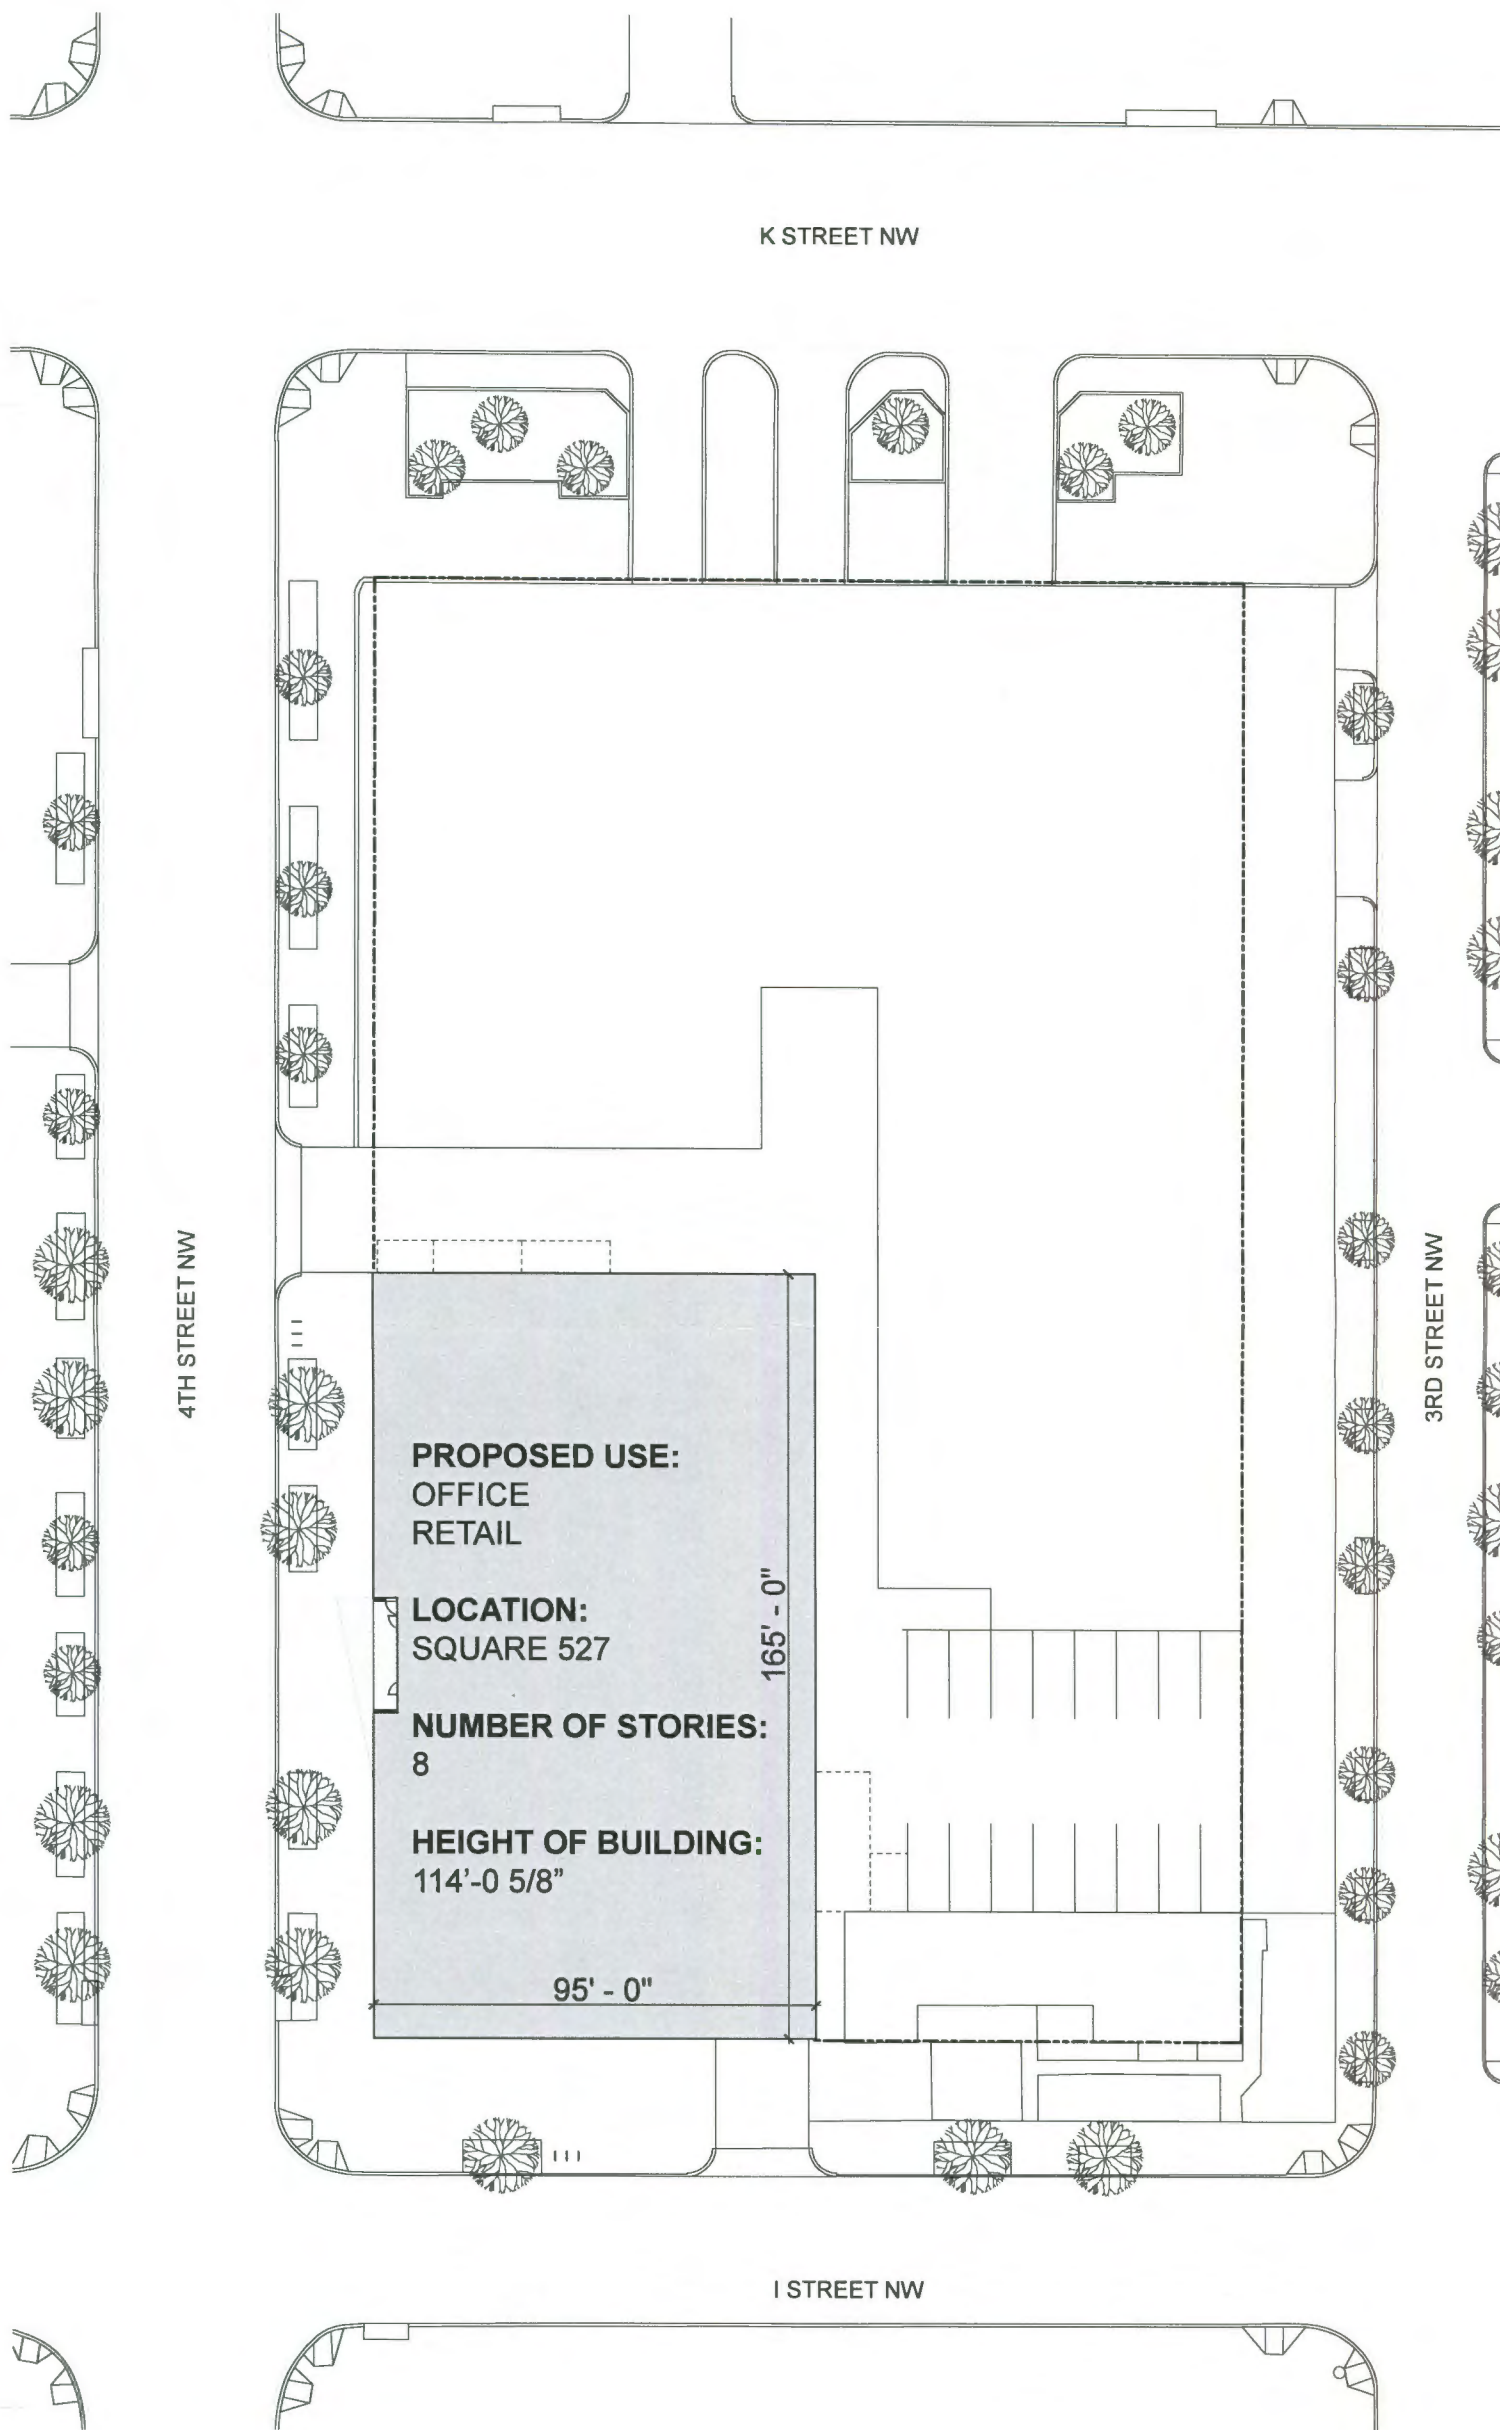 K STREET NW
4TH STREET NW
3RD STREET NW
PROPOSED USE:
OFFICE
RETAIL
LOCATION:
SQUARE 527
NUMBER OF STORIES:
8
HEIGHT OF BUILDING:
114'-0 5/8”
165' - 0"
95' - 0"
I STREET NW